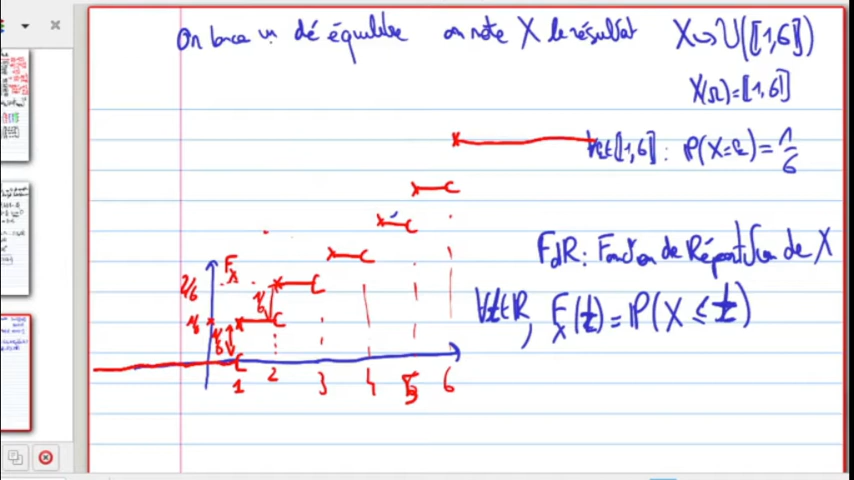 On lance un dé équilibre on note X le résultat X↪U(⟦1,6⟧)
X(Ω)=⟦1,6⟧
∀k∈⟦1,6⟧: P(X=k)=1/6
FdR: Fonction de Répartition de X
∀t∈R, F_X(t)=P(X≤t)
F_X
2/6
1/6
1/6
1/6
1 2 3 4 5 6